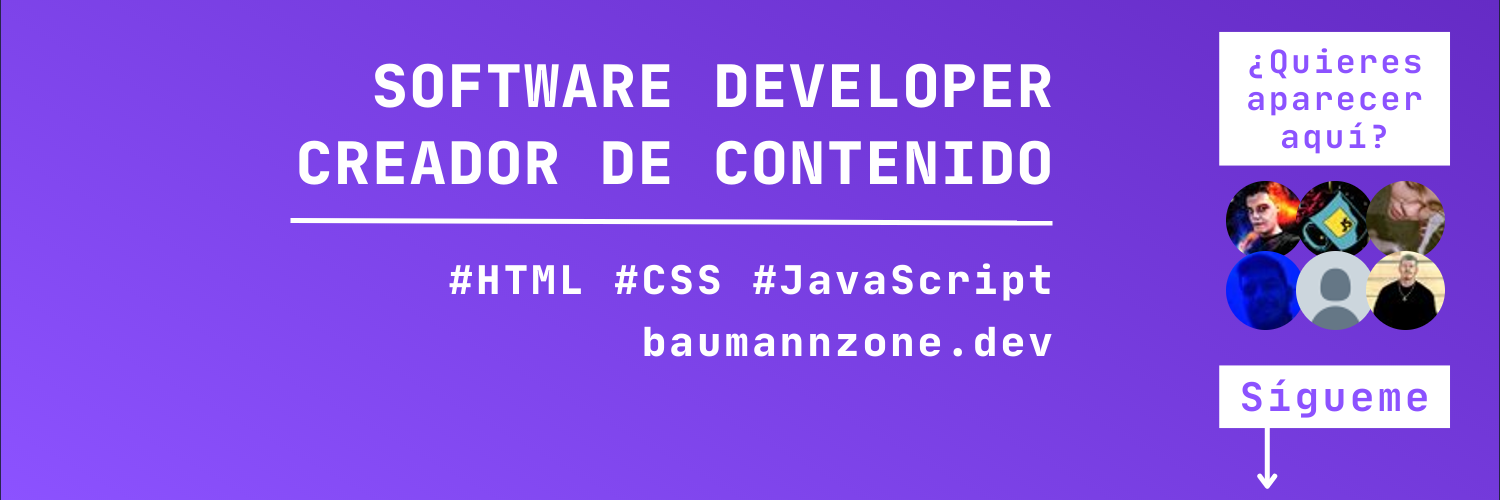 SOFTWARE DEVELOPER
CREADOR DE CONTENIDO
#HTML #CSS #JavaScript
baumannzone.dev
¿Quieres
aparecer
aquí?
Sígueme